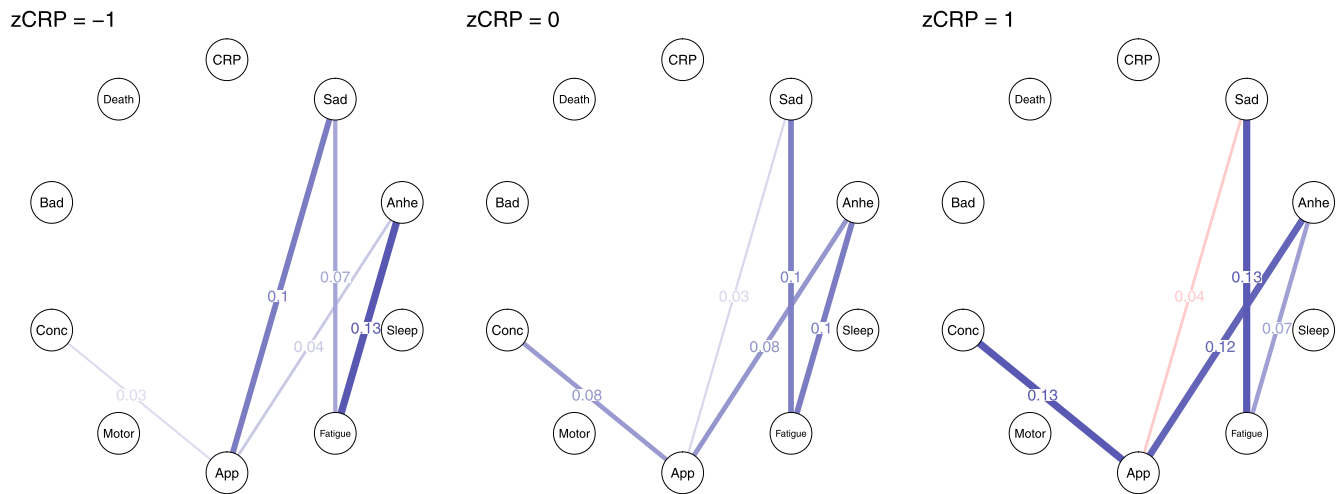 zCRP = −1
CRP
Death
Sad
Bad
Anhe
0.1
0.07
0.04
0.13
Conc
Sleep
0.03
Motor
Fatigue
App
zCRP = 0
CRP
Death
Sad
Bad
Anhe
0.03
0.1
0.08
0.1
Conc
Sleep
0.08
Motor
Fatigue
App
zCRP = 1
CRP
Death
Sad
Bad
Anhe
0.04
0.13
0.12
0.07
Conc
Sleep
0.13
Motor
Fatigue
App